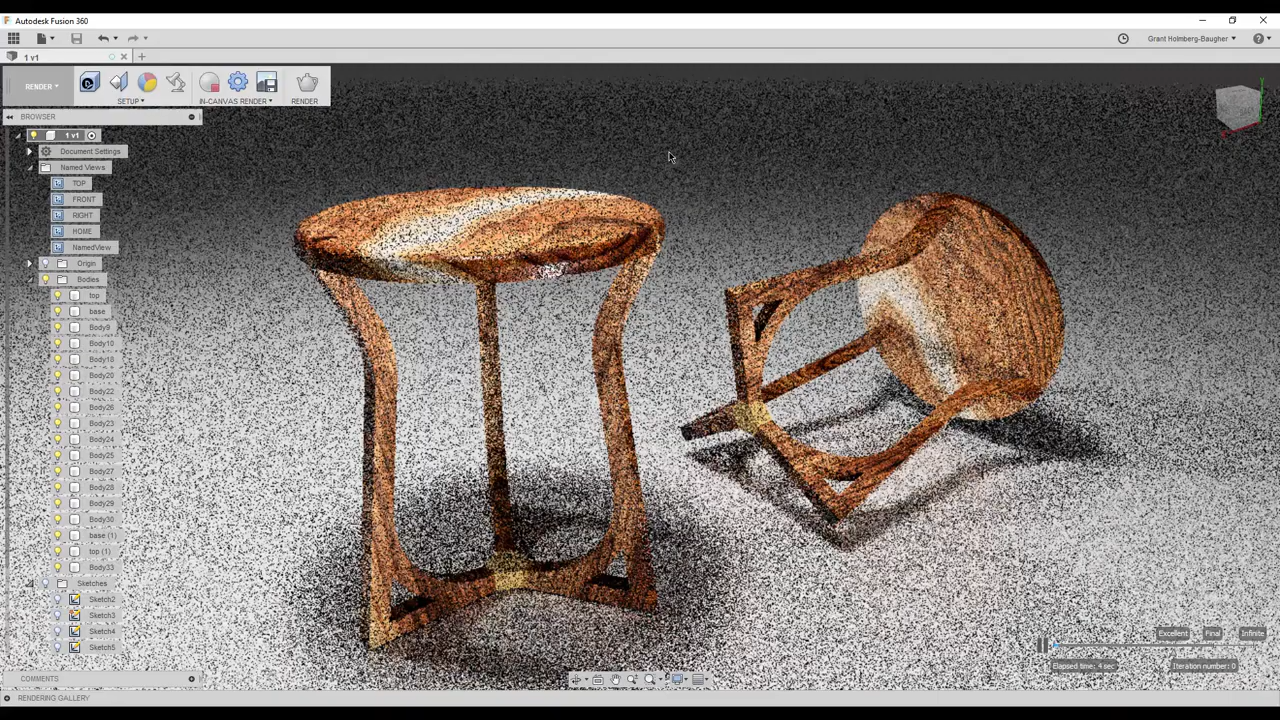 Autodesk Fusion 360
Grant Holmberg-Baugher
1 v1
RENDER
SETUP
IN-CANVAS RENDER
RENDER
BROWSER
1 v1
Document Settings
Named Views
TOP
FRONT
RIGHT
HOME
NamedView
Origin
Bodies
top
base
Body9
Body10
Body18
Body20
Body22
Body26
Body23
Body24
Body25
Body27
Body28
Body29
Body30
base (1)
top (1)
Body33
Sketches
Sketch2
Sketch3
Sketch4
Sketch5
Excellent Final Infinite
Elapsed time: 4 sec Iteration number: 0
COMMENTS
RENDERING GALLERY